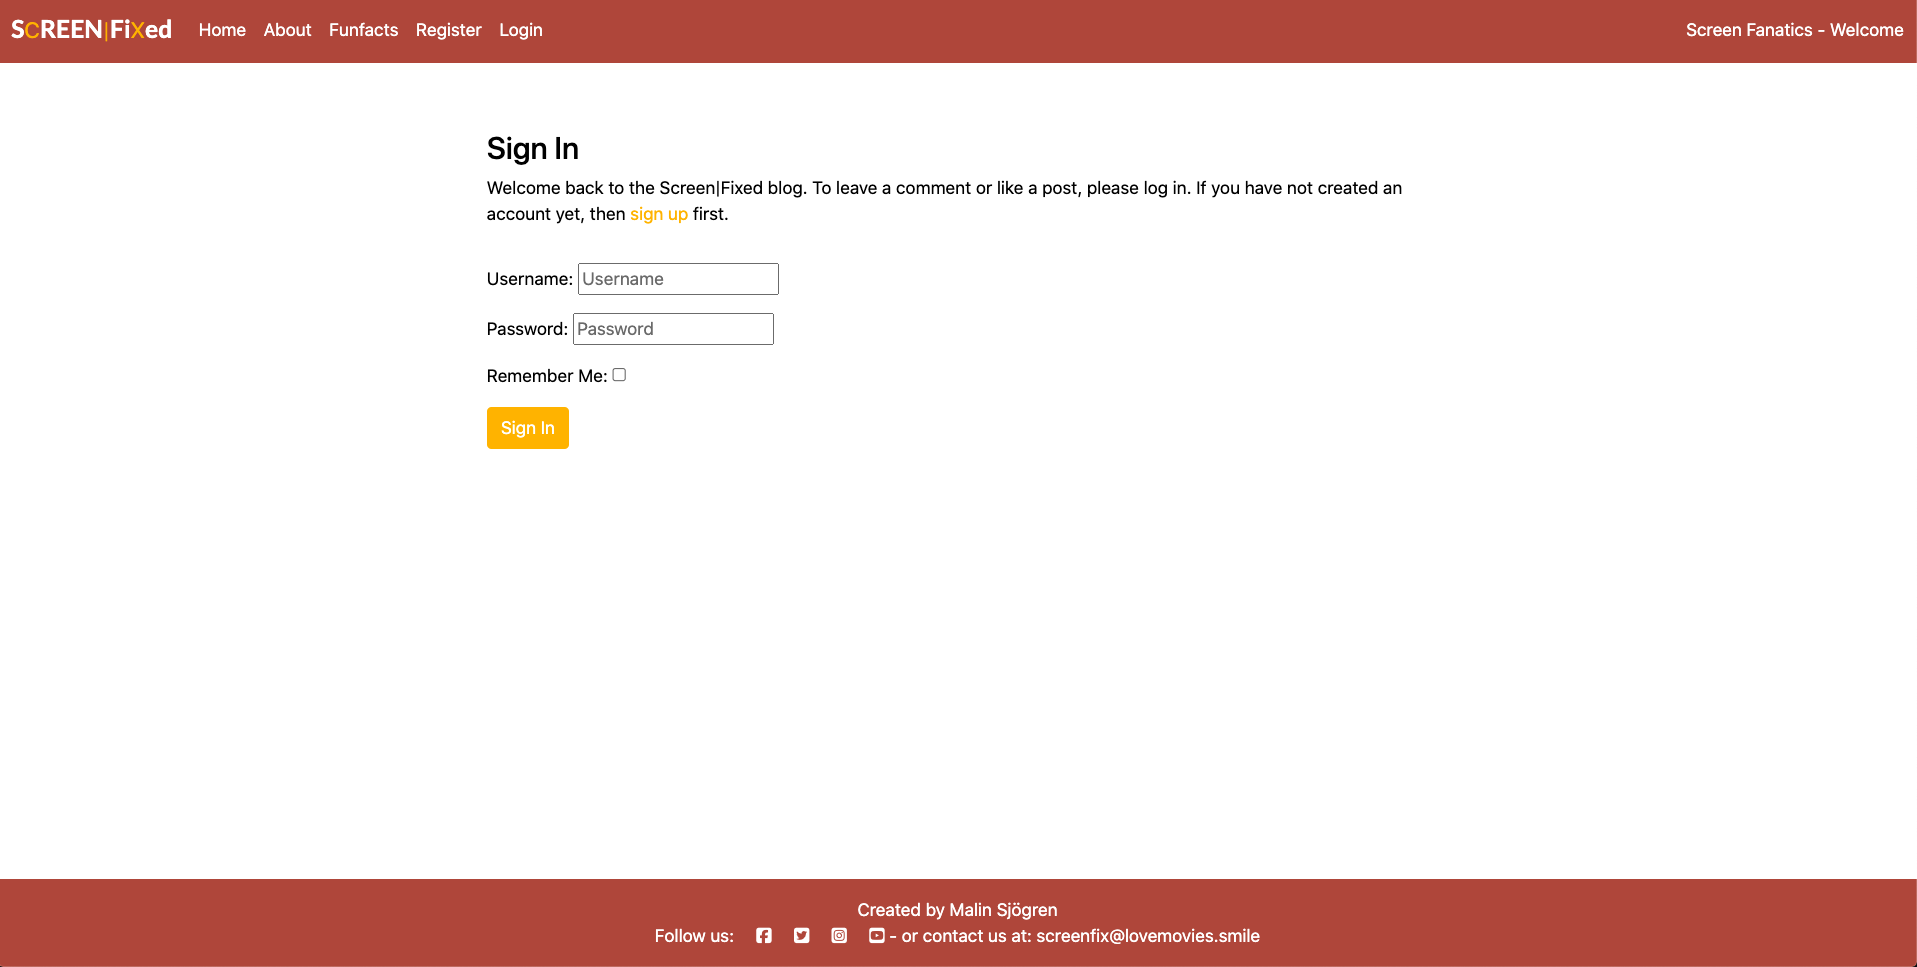 SCREEN|FiXed Home About Funfacts Register Login Screen Fanatics - Welcome
Sign In
Welcome back to the Screen|Fixed blog. To leave a comment or like a post, please log in. If you have not created an
account yet, then sign up first.
Username: Username
Password: Password
Remember Me:
Sign In
Created by Malin Sjögren
Follow us: - or contact us at: screenfix@lovemovies.smile